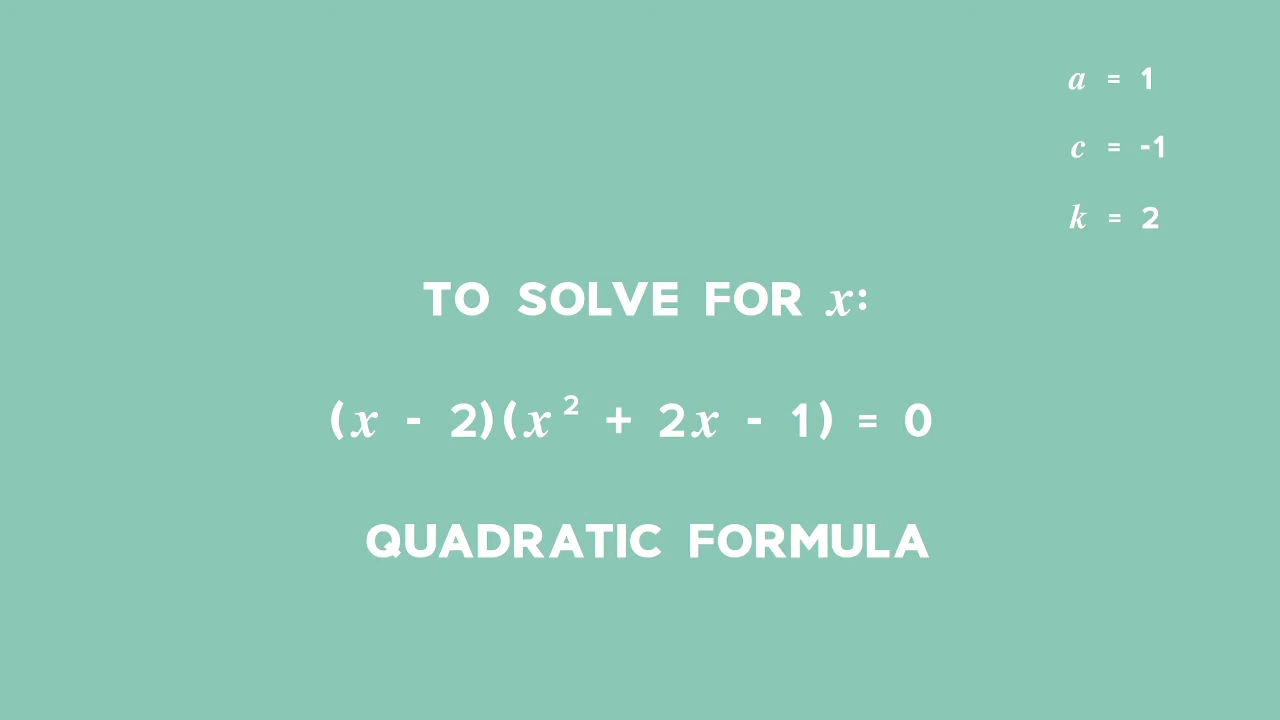 a = 1
c = -1
k = 2
TO SOLVE FOR x:
(x - 2)(x² + 2x - 1) = 0
QUADRATIC FORMULA